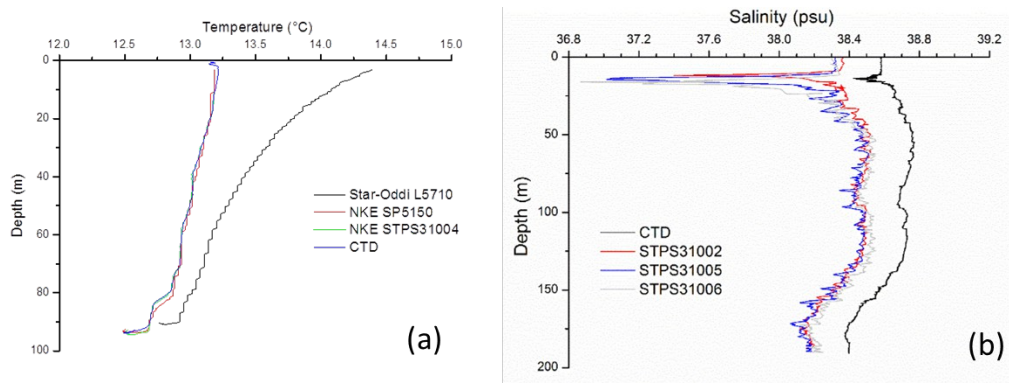 Temperature (°C)
12.0 12.5 13.0 13.5 14.0 14.5 15.0
0
20
40
60
80
100
Depth (m)
Star-Oddi L5710
NKE SP5150
NKE STPS31004
CTD
(a)
Salinity (psu)
36.8 37.2 37.6 38.0 38.4 38.8 39.2
0
50
100
150
200
Depth (m)
CTD
STPS31002
STPS31005
STPS31006
(b)